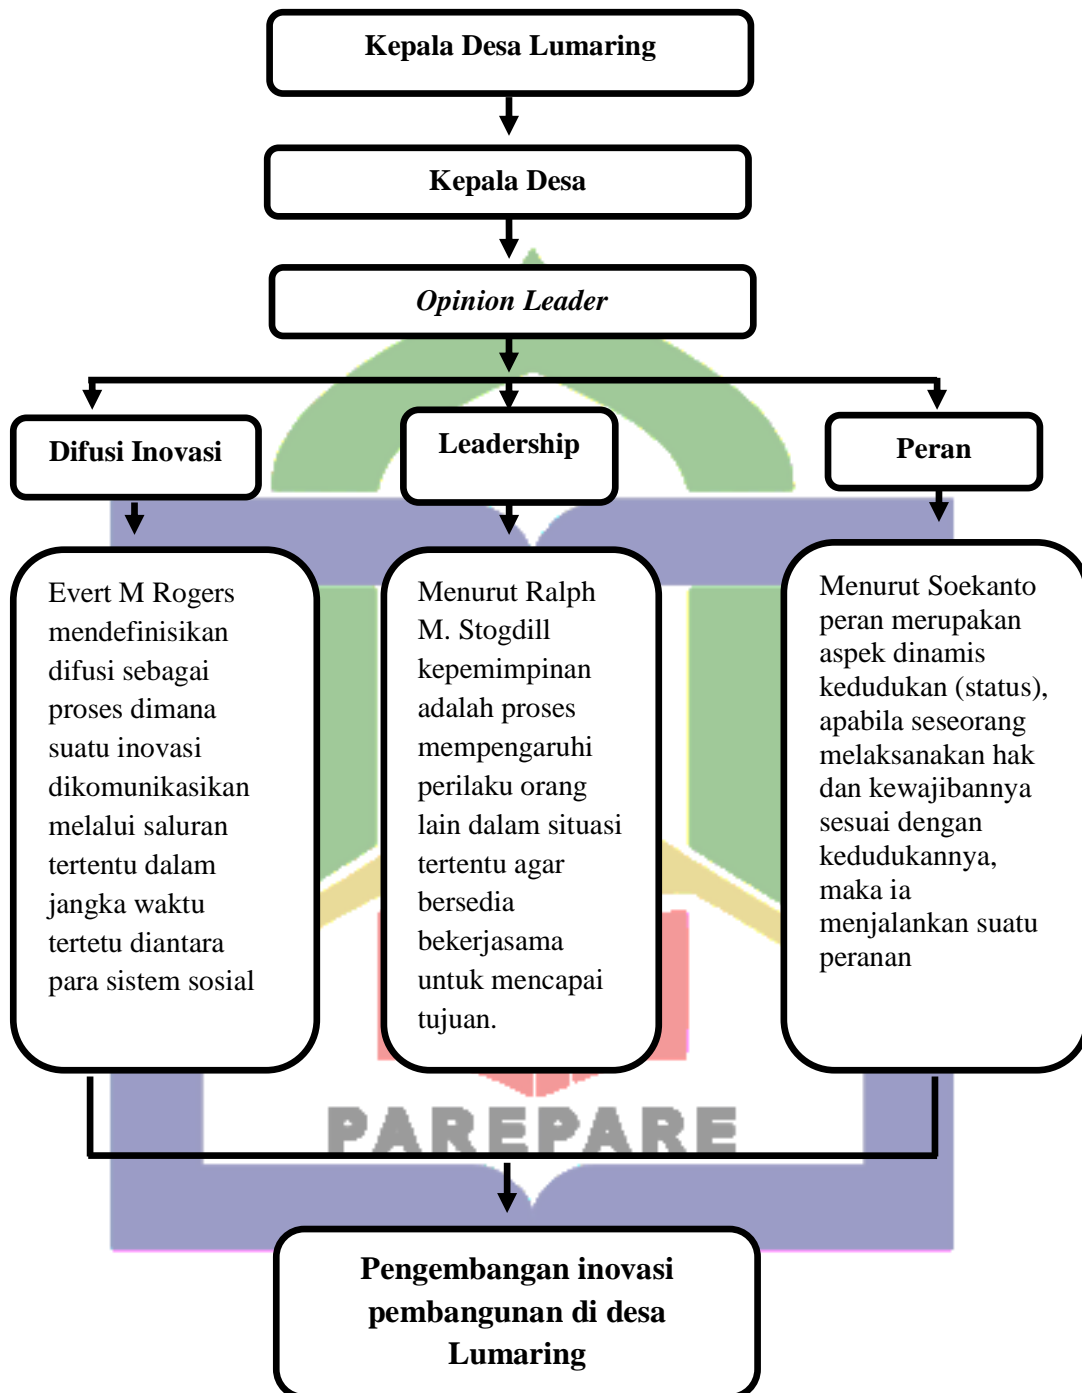 Kepala Desa Lumaring
Kepala Desa
Opinion Leader
Difusi Inovasi
Leadership
Peran
Evert M Rogers
mendefinisikan
difusi sebagai
proses dimana
suatu inovasi
dikomunikasikan
melalui saluran
tertentu dalam
jangka waktu
tertetu diantara
para sistem sosial
Menurut Ralph
M. Stogdill
kepemimpinan
adalah proses
mempengaruhi
perilaku orang
lain dalam situasi
tertentu agar
bersedia
bekerjasama
untuk mencapai
tujuan.
Menurut Soekanto
peran merupakan
aspek dinamis
kedudukan (status),
apabila seseorang
melaksanakan hak
dan kewajibannya
sesuai dengan
kedudukannya,
maka ia
menjalankan suatu
peranan
PAREPARE
Pengembangan inovasi
pembangunan di desa
Lumaring